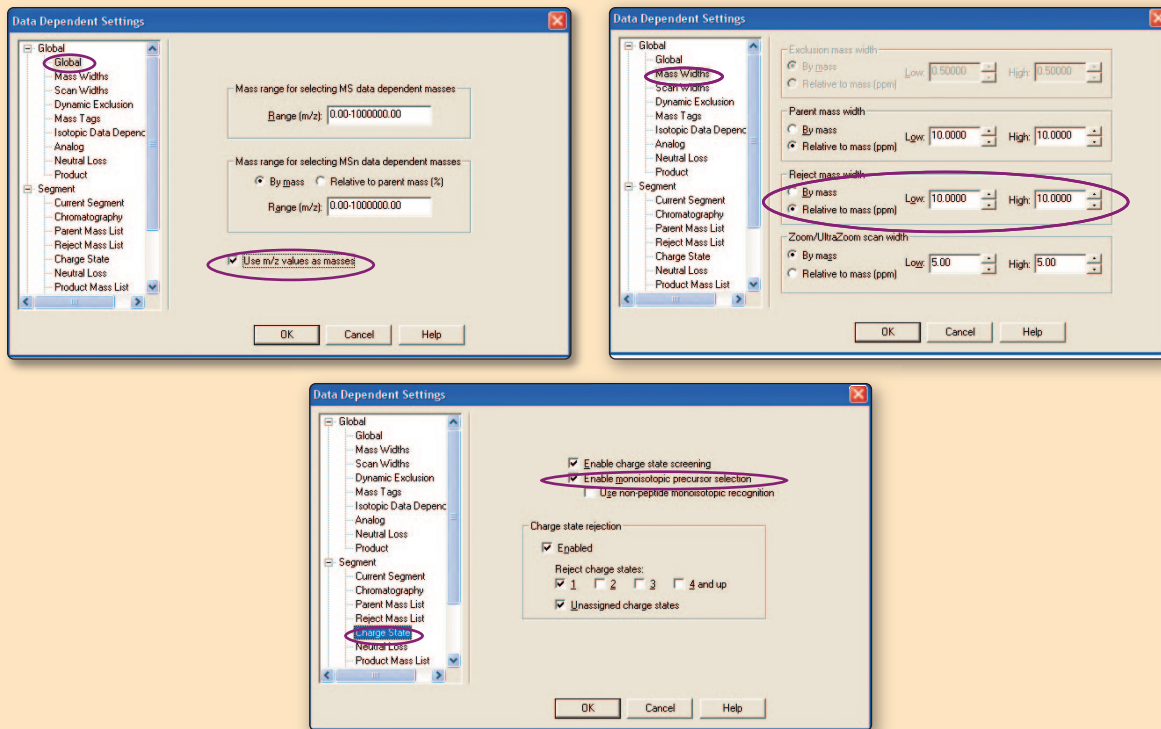 Data Dependent Settings
Global
Global
Mass Widths
Scan Widths
Dynamic Exclusion
Mass Tags
Isotopic Data Depenc
Analog
Neutral Loss
Product
Segment
Current Segment
Chromatography
Parent Mass List
Reject Mass List
Charge State
Neutral Loss
Product Mass List
Mass range for selecting MS data dependent masses
Range (m/z): 0.00-1000000.00
Mass range for selecting MSn data dependent masses
By mass Relative to parent mass (%)
Range (m/z): 0.00-1000000.00
Use m/z values as masses
OK Cancel Help
Data Dependent Settings
Global
Global
Mass Widths
Scan Widths
Dynamic Exclusion
Mass Tags
Isotopic Data Depenc
Analog
Neutral Loss
Product
Segment
Current Segment
Chromatography
Parent Mass List
Reject Mass List
Charge State
Neutral Loss
Product Mass List
Exclusion mass width
By mass
Relative to mass (ppm)
Low: 0.50000 High: 0.50000
Parent mass width
By mass
Relative to mass (ppm)
Low: 10.0000 High: 10.0000
Reject mass width
By mass
Relative to mass (ppm)
Low: 10.0000 High: 10.0000
Zoom/UltraZoom scan width
By mass
Relative to mass (ppm)
Low: 5.00 High: 5.00
OK Cancel Help
Data Dependent Settings
Global
Global
Mass Widths
Scan Widths
Dynamic Exclusion
Mass Tags
Isotopic Data Depenc
Analog
Neutral Loss
Product
Segment
Current Segment
Chromatography
Parent Mass List
Reject Mass List
Charge State
Neutral Loss
Product Mass List
Enable charge state screening
Enable monoisotopic precursor selection
Use non-peptide monoisotopic recognition
Charge state rejection
Enabled
Reject charge states:
1 2 3 4 and up
Unassigned charge states
OK Cancel Help